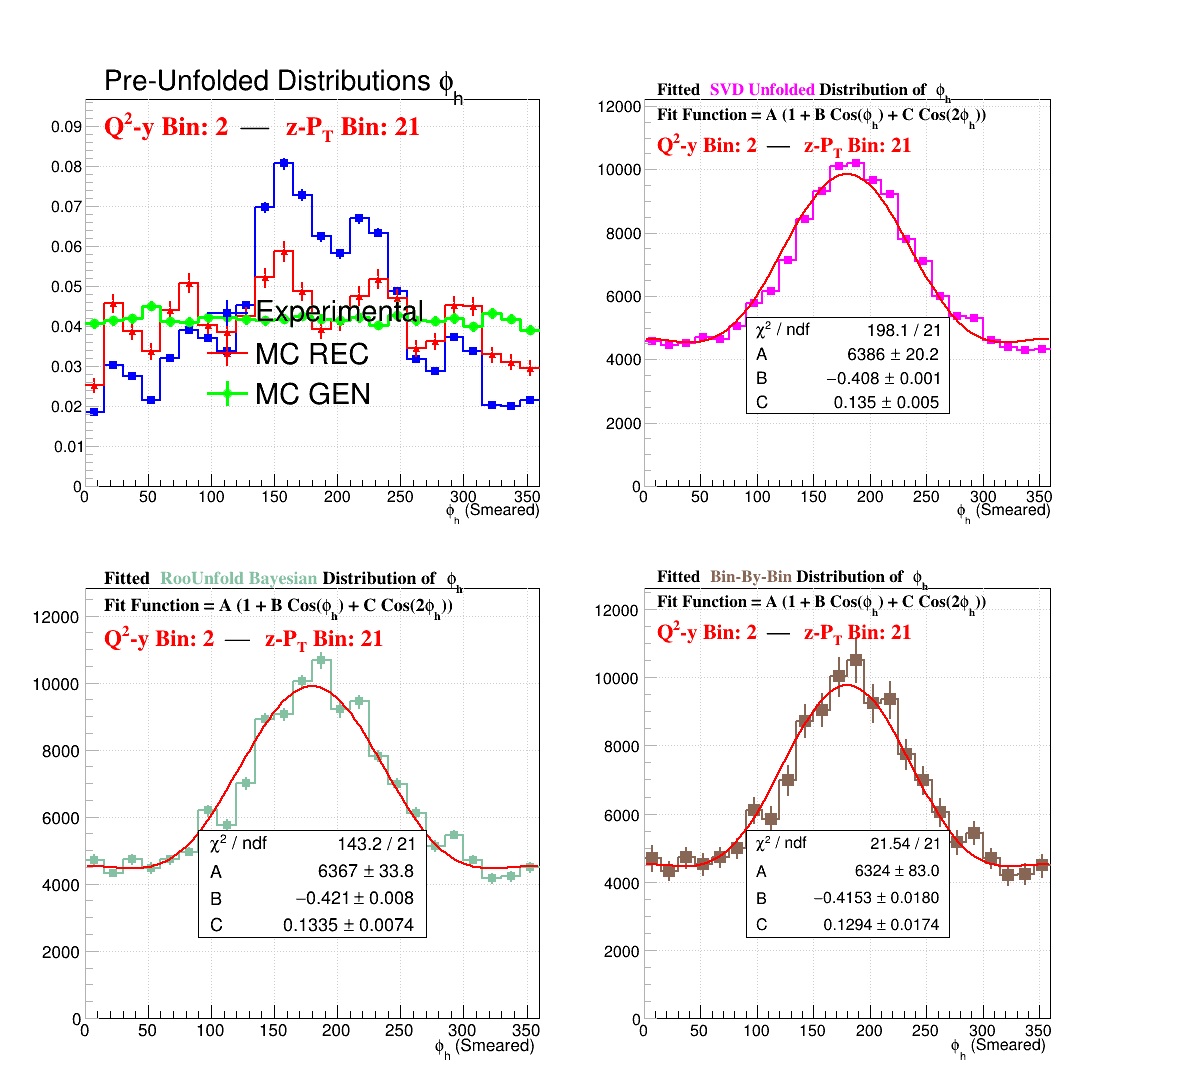 Pre-Unfolded Distributions ϕh
Q2-y Bin: 2 — z-PT Bin: 21
0.09
0.08
0.07
0.06
0.05
0.04
0.03
0.02
0.01
0
Experimental
MC REC
MC GEN
0 50 100 150 200 250 300 350
ϕh (Smeared)
Fitted SVD Unfolded Distribution of ϕh
Fit Function = A (1 + B Cos(ϕh) + C Cos(2ϕh))
Q2-y Bin: 2 — z-PT Bin: 21
12000
10000
8000
6000
4000
2000
0
χ2 / ndf 198.1 / 21
A 6386 ± 20.2
B −0.408 ± 0.001
C 0.135 ± 0.005
0 50 100 150 200 250 300 350
ϕh (Smeared)
Fitted RooUnfold Bayesian Distribution of ϕh
Fit Function = A (1 + B Cos(ϕh) + C Cos(2ϕh))
Q2-y Bin: 2 — z-PT Bin: 21
12000
10000
8000
6000
4000
2000
0
χ2 / ndf 143.2 / 21
A 6367 ± 33.8
B −0.421 ± 0.008
C 0.1335 ± 0.0074
0 50 100 150 200 250 300 350
ϕh (Smeared)
Fitted Bin-By-Bin Distribution of ϕh
Fit Function = A (1 + B Cos(ϕh) + C Cos(2ϕh))
Q2-y Bin: 2 — z-PT Bin: 21
12000
10000
8000
6000
4000
2000
0
χ2 / ndf 21.54 / 21
A 6324 ± 83.0
B −0.4153 ± 0.0180
C 0.1294 ± 0.0174
0 50 100 150 200 250 300 350
ϕh (Smeared)